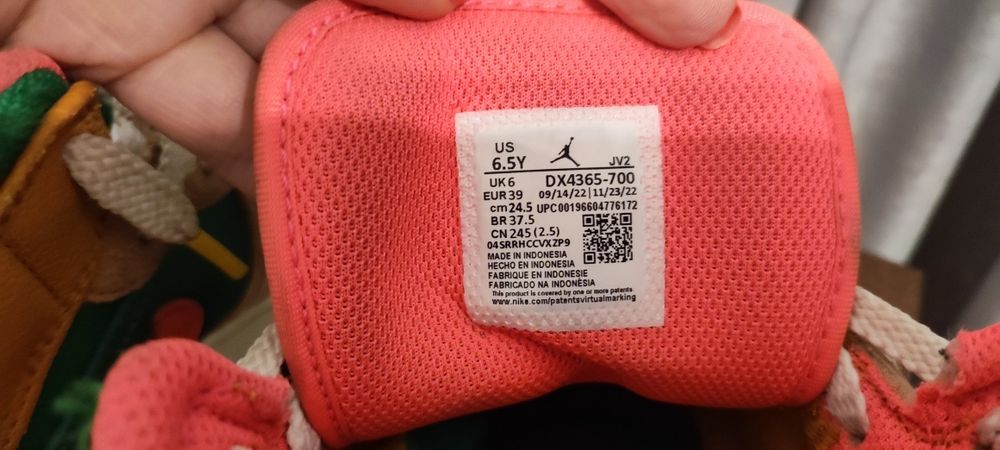 US
6.5Y JV2
UK 6 DX4365-700
EUR 39 09/14/22 | 11/23/22
cm 24.5 UPC00196604776172
BR 37.5
CN 245 (2.5)
04SRRHCCVXZP9
MADE IN INDONESIA
HECHO EN INDONESIA
FABRIQUE EN INDONESIE
FABRICADO NA INDONÉSIA
This product is covered by one or more patents
www.nike.com/patentsvirtualmarking